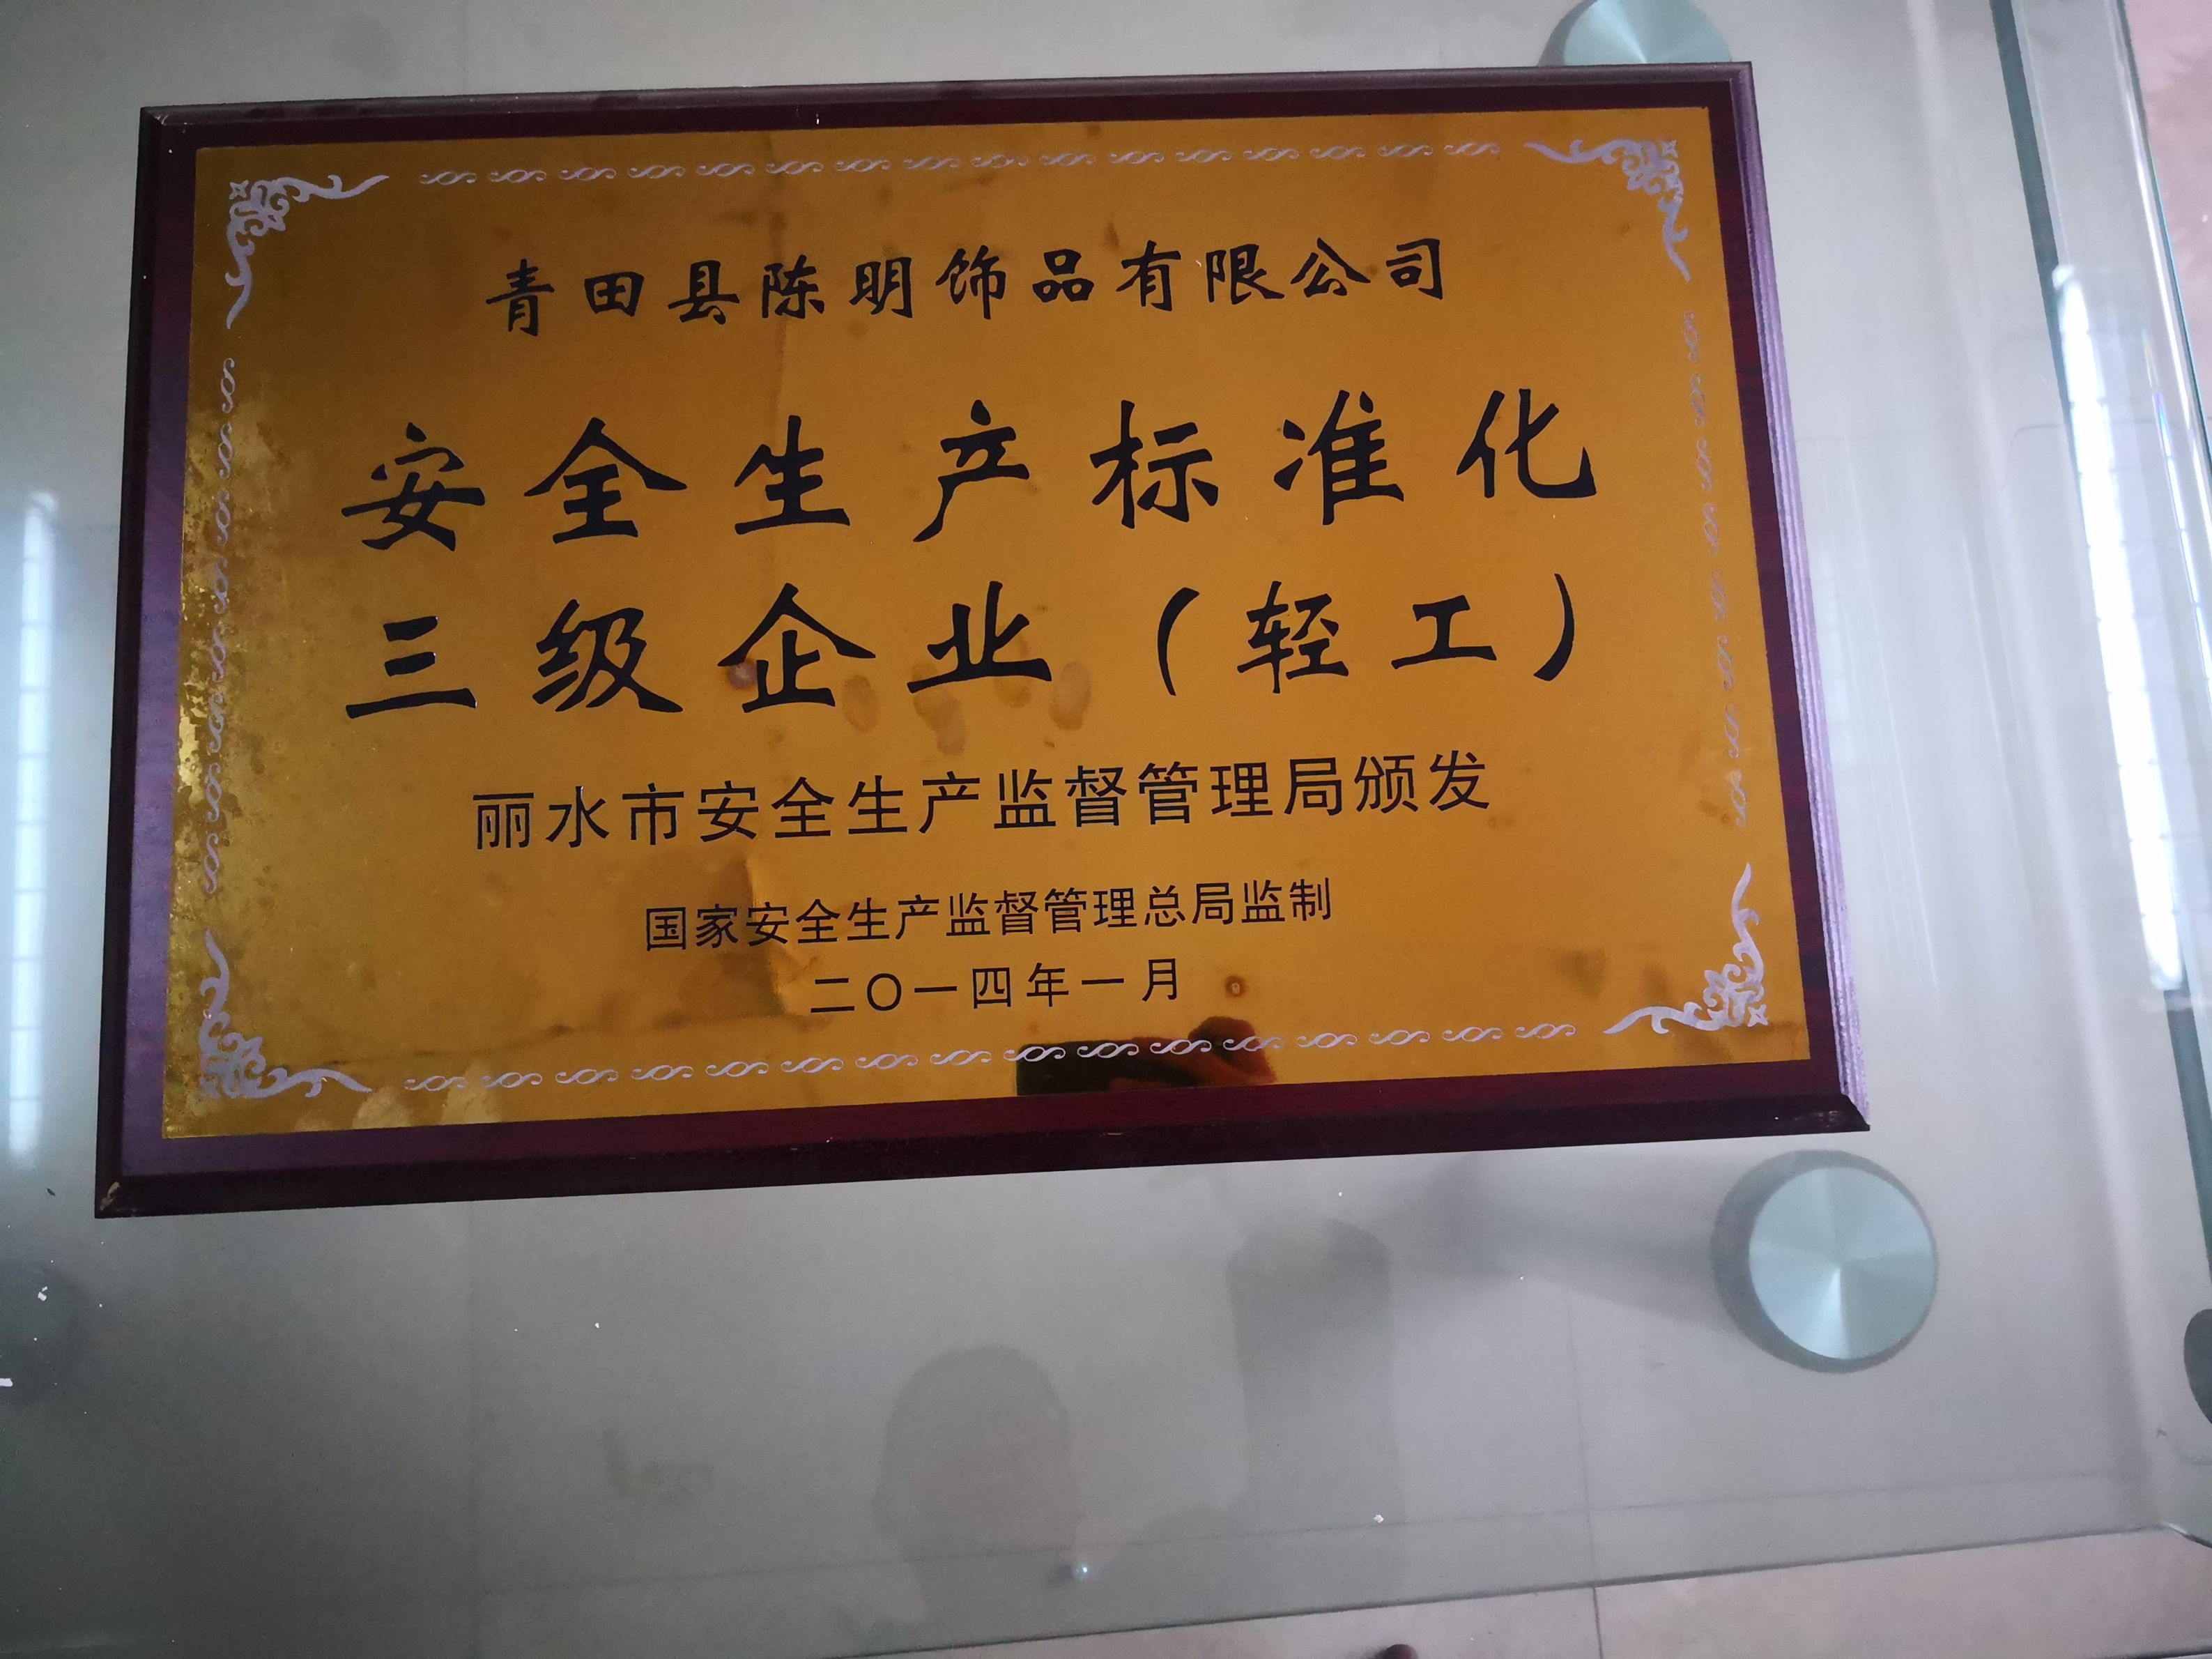 青田县陈明饰品有限公司
安全生产标准化
三级企业（轻工）
丽水市安全生产监督管理局颁发
国家安全生产监督管理总局监制
二〇一四年一月